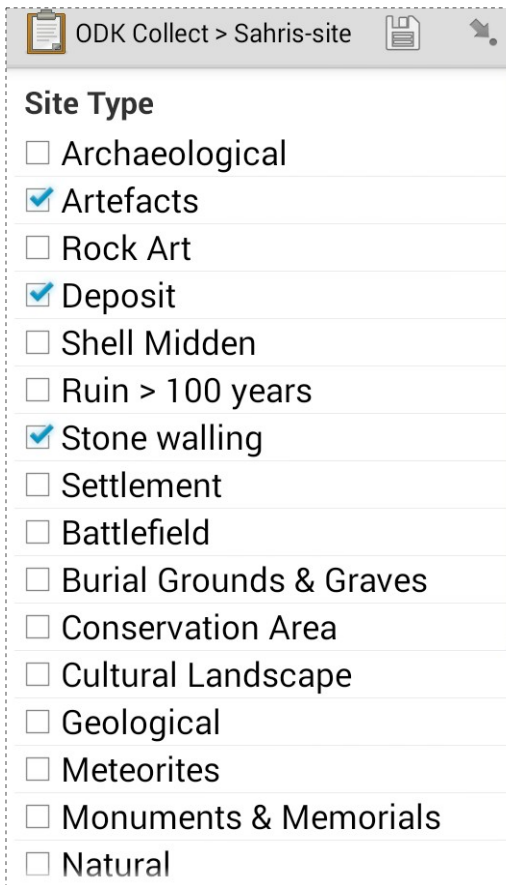 ODK Collect > Sahris-site
Site Type
Archaeological
Artefacts
Rock Art
Deposit
Shell Midden
Ruin > 100 years
Stone walling
Settlement
Battlefield
Burial Grounds & Graves
Conservation Area
Cultural Landscape
Geological
Meteorites
Monuments & Memorials
Natural